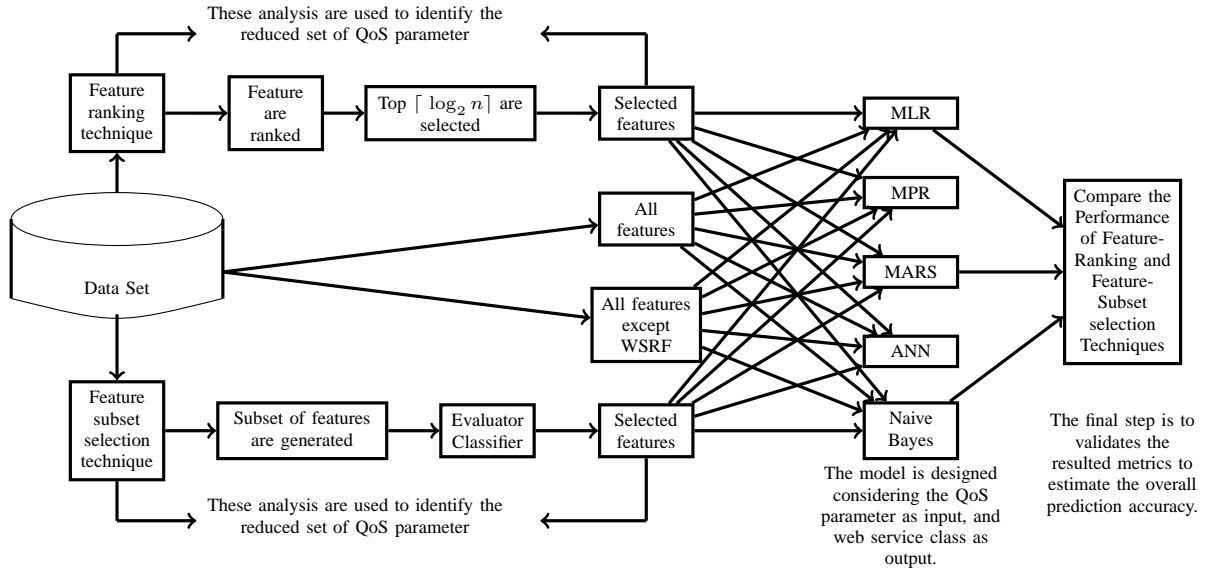 These analysis are used to identify the
reduced set of QoS parameter
Feature
ranking
technique
Feature
are
ranked
Top ⌈ log₂ n⌉ are
selected
Selected
features
MLR
MPR
MARS
ANN
Naive
Bayes
All
features
All features
except
WSRF
Data Set
Compare the
Performance
of Feature-
Ranking and
Feature-
Subset
selection
Techniques
Feature
subset
selection
technique
Subset of features
are generated
Evaluator
Classifier
Selected
features
These analysis are used to identify the
reduced set of QoS parameter
The model is designed
considering the QoS
parameter as input, and
web service class as
output.
The final step is to
validates the
resulted metrics to
estimate the overall
prediction accuracy.